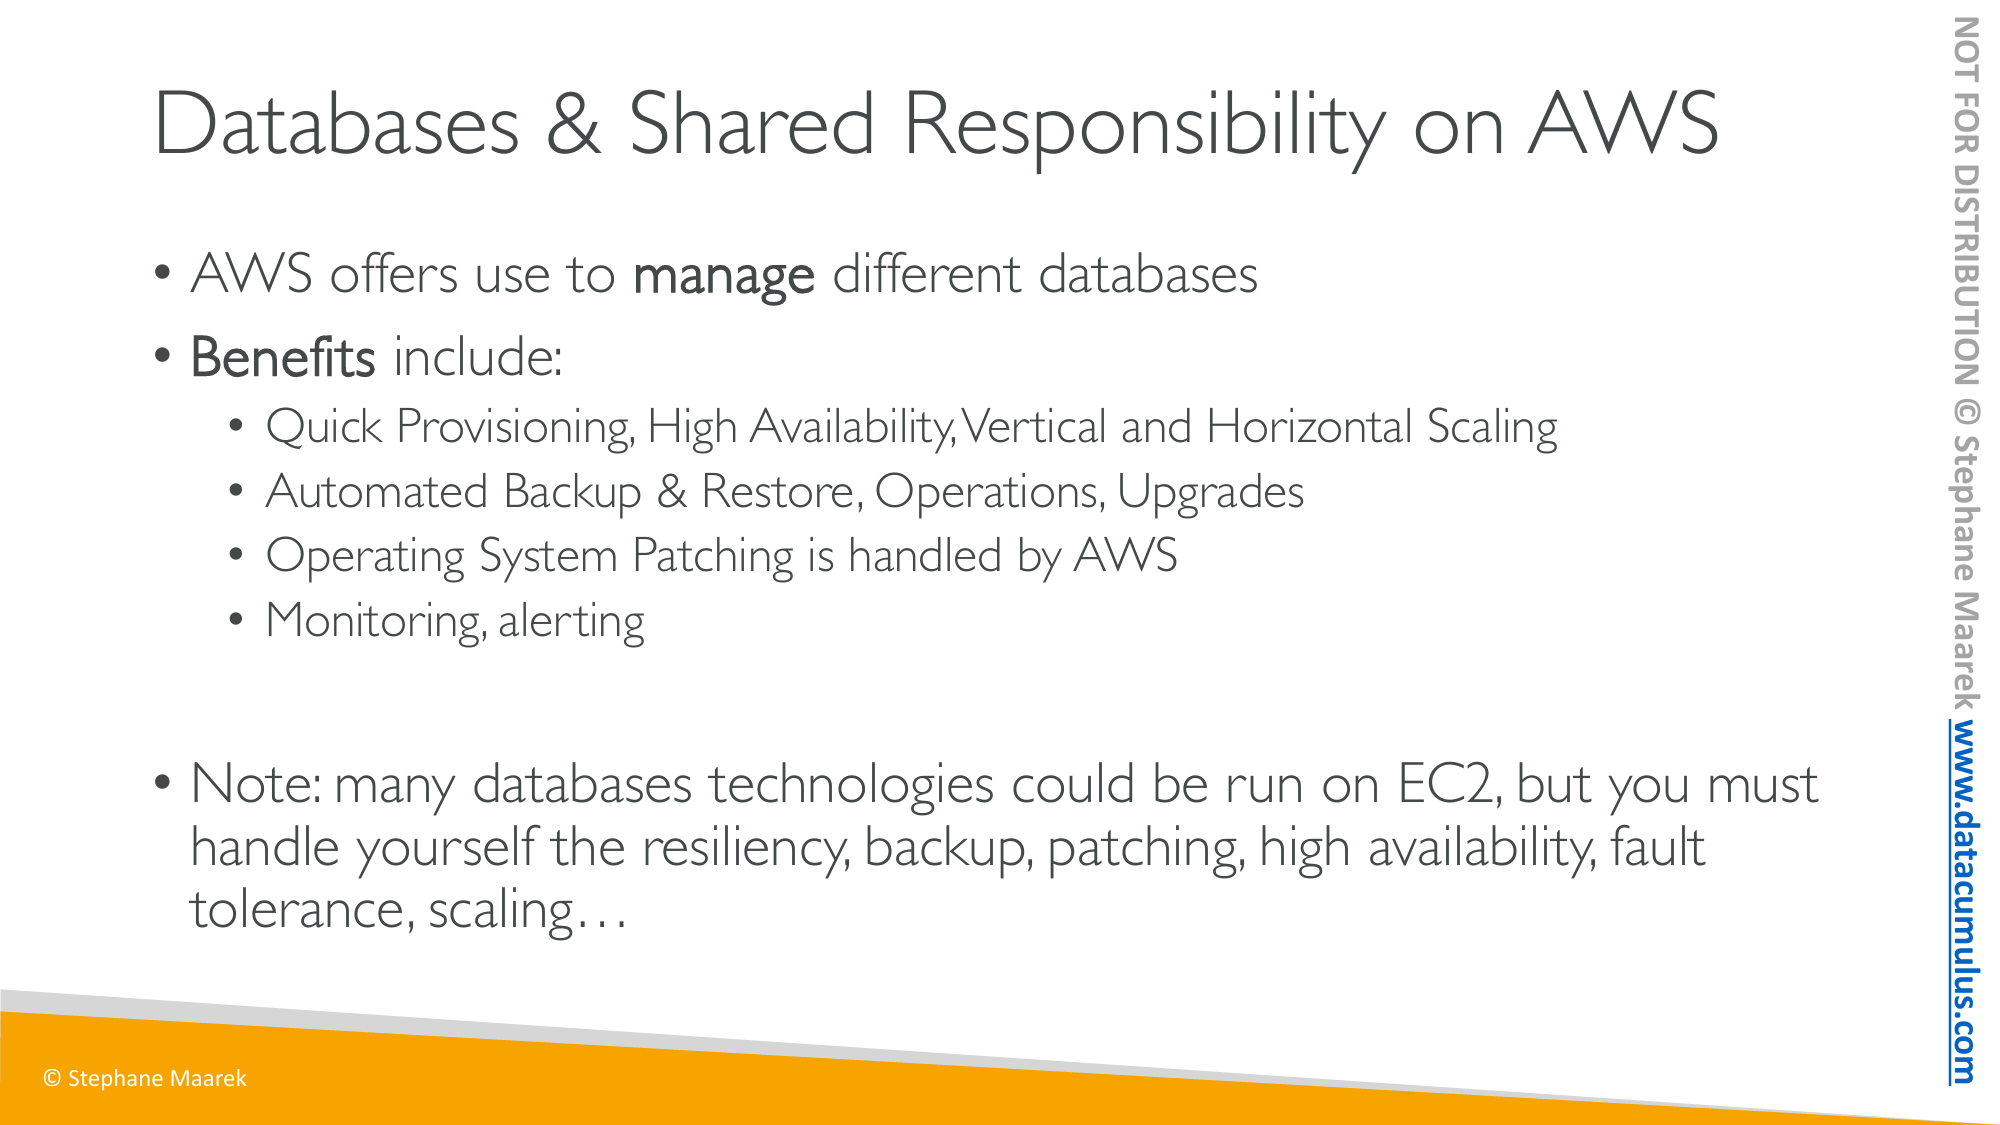 Databases & Shared Responsibility on AWS
• AWS offers use to manage different databases
• Benefits include:
• Quick Provisioning, High Availability, Vertical and Horizontal Scaling
• Automated Backup & Restore, Operations, Upgrades
• Operating System Patching is handled by AWS
• Monitoring, alerting
• Note: many databases technologies could be run on EC2, but you must
handle yourself the resiliency, backup, patching, high availability, fault
tolerance, scaling…
© Stephane Maarek
NOT FOR DISTRIBUTION © Stephane Maarek www.datacumulus.com